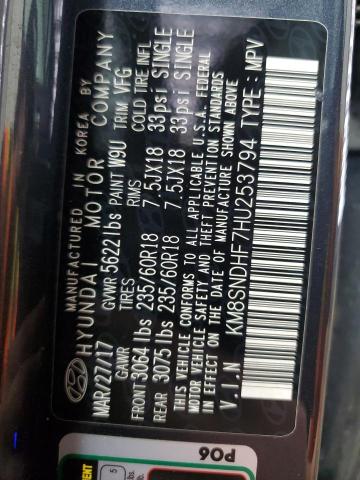 MANUFACTURED IN KOREA BY
HYUNDAI MOTOR COMPANY
MAR/27/17 GVWR 5622lbs PAINT W9U TRIM VFG
GAWR TIRES RIMS COLD TIRE INFL
FRONT 3064 lbs 235/60R18 7.5JX18 33psi SINGLE
REAR 3075 lbs 235/60R18 7.5JX18 33psi SINGLE
THIS VEHICLE CONFORMS TO ALL APPLICABLE U.S.A. FEDERAL
MOTOR VEHICLE SAFETY AND THEFT PREVENTION STANDARDS
IN EFFECT ON THE DATE OF MANUFACTURE SHOWN ABOVE
V.I.N : KM8SNDHF7HU253794 TYPE : MPV
P06
5